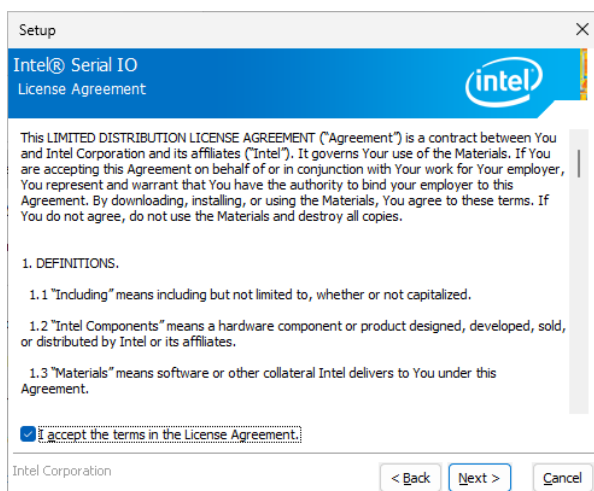 Setup
Intel® Serial IO
License Agreement
intel
This LIMITED DISTRIBUTION LICENSE AGREEMENT ("Agreement") is a contract between You
and Intel Corporation and its affiliates ("Intel"). It governs Your use of the Materials. If You
are accepting this Agreement on behalf of or in conjunction with Your work for Your employer,
You represent and warrant that You have the authority to bind your employer to this
Agreement. By downloading, installing, or using the Materials, You agree to these terms. If
You do not agree, do not use the Materials and destroy all copies.
1. DEFINITIONS.
1.1 "Including" means including but not limited to, whether or not capitalized.
1.2 "Intel Components" means a hardware component or product designed, developed, sold,
or distributed by Intel or its affiliates.
1.3 "Materials" means software or other collateral Intel delivers to You under this
Agreement.
I accept the terms in the License Agreement.
Intel Corporation
< Back Next > Cancel